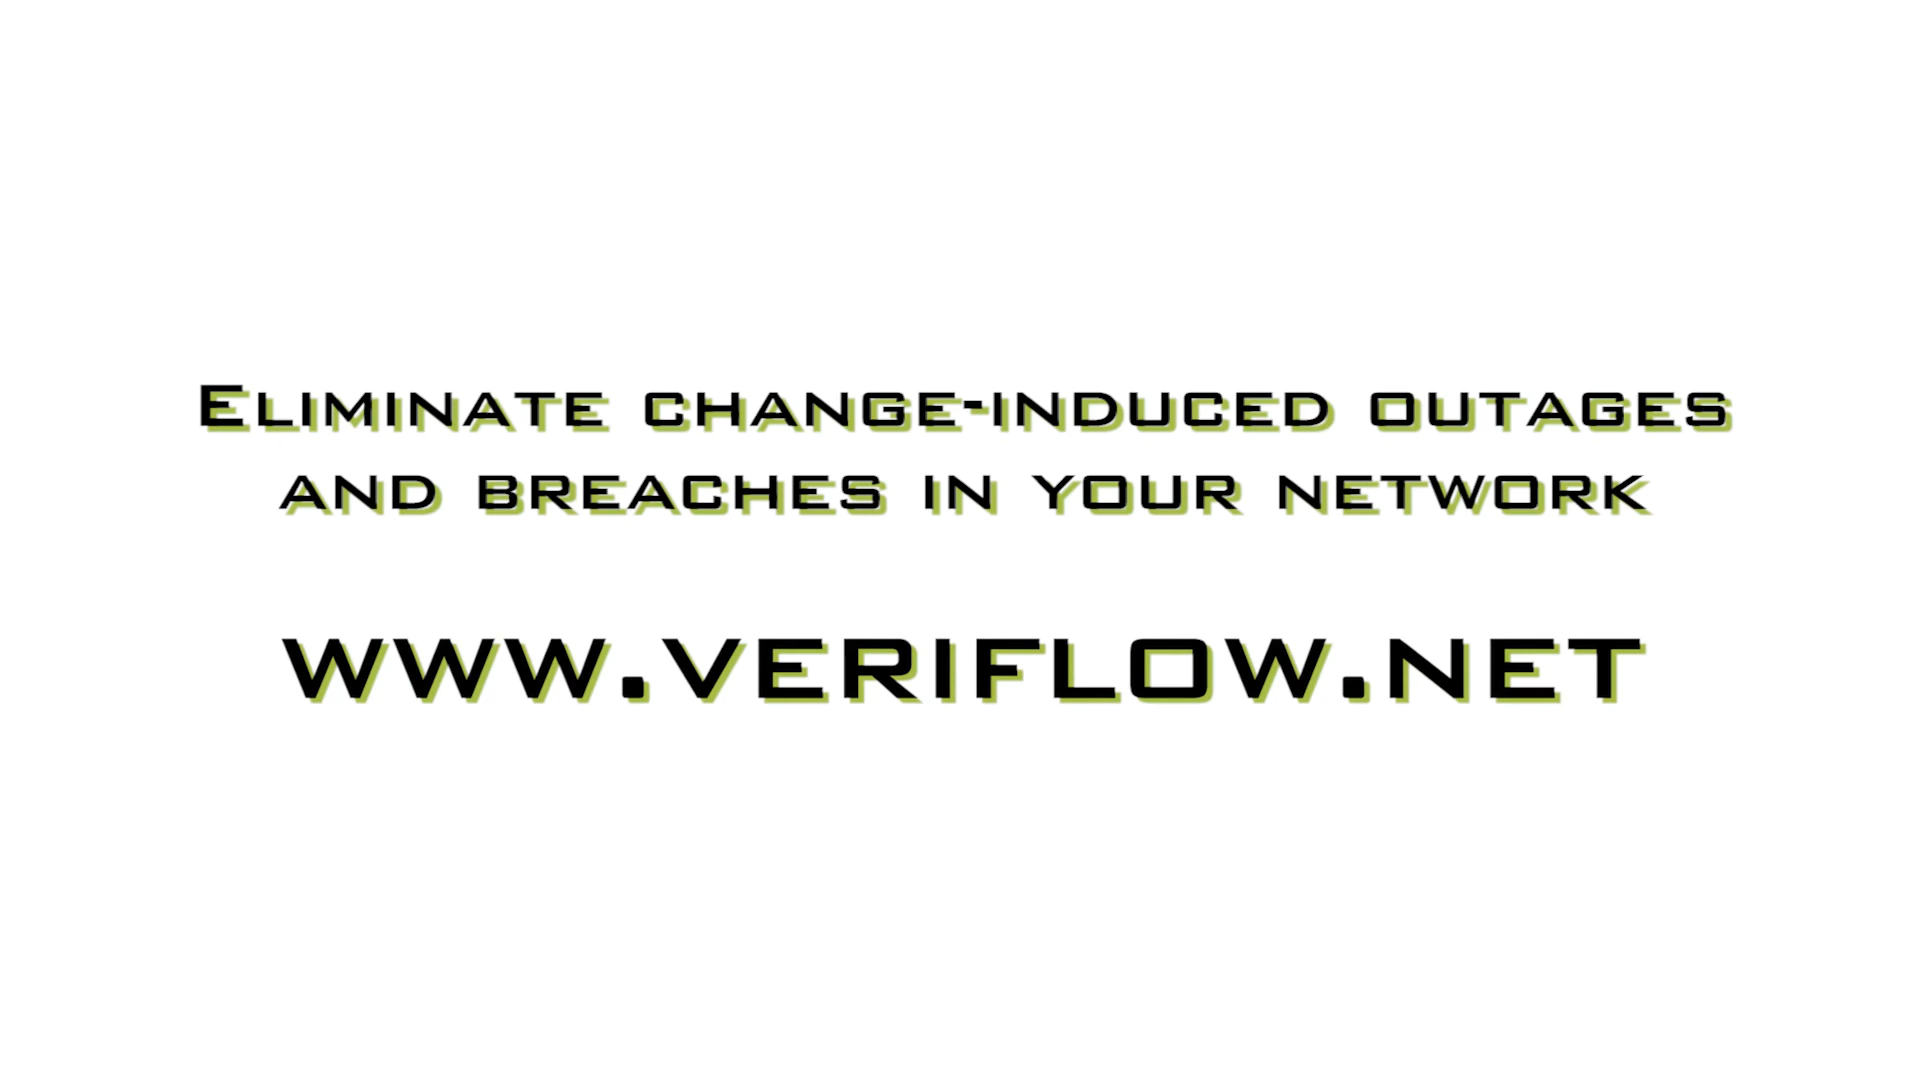 Eliminate change-induced outages
and breaches in your network
www.veriflow.net